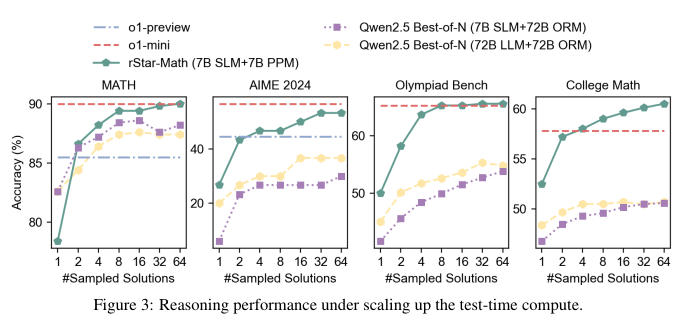 o1-preview
o1-mini
rStar-Math (7B SLM+7B PPM)
Qwen2.5 Best-of-N (7B SLM+72B ORM)
Qwen2.5 Best-of-N (72B LLM+72B ORM)
MATH
AIME 2024
Olympiad Bench
College Math
Accuracy (%)
90
85
80
40
20
60
50
60
55
50
1 2 4 8 16 32 64
1 2 4 8 16 32 64
1 2 4 8 16 32 64
1 2 4 8 16 32 64
#Sampled Solutions
#Sampled Solutions
#Sampled Solutions
#Sampled Solutions
Figure 3: Reasoning performance under scaling up the test-time compute.